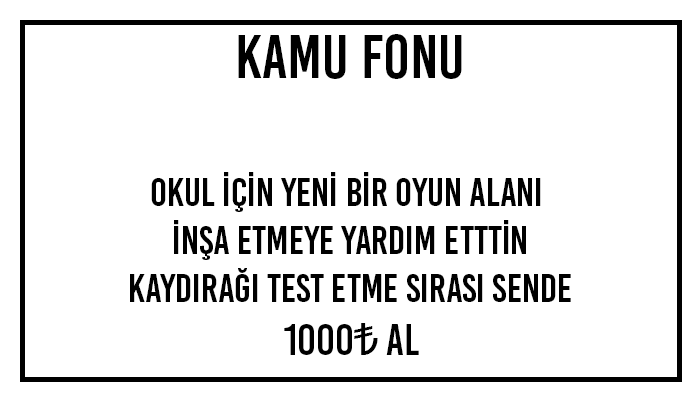 KAMU FONU
OKUL İÇİN YENİ BİR OYUN ALANI
İNŞA ETMEYE YARDIM ETTTİN
KAYDIRAĞI TEST ETME SIRASI SENDE
1000₺ AL